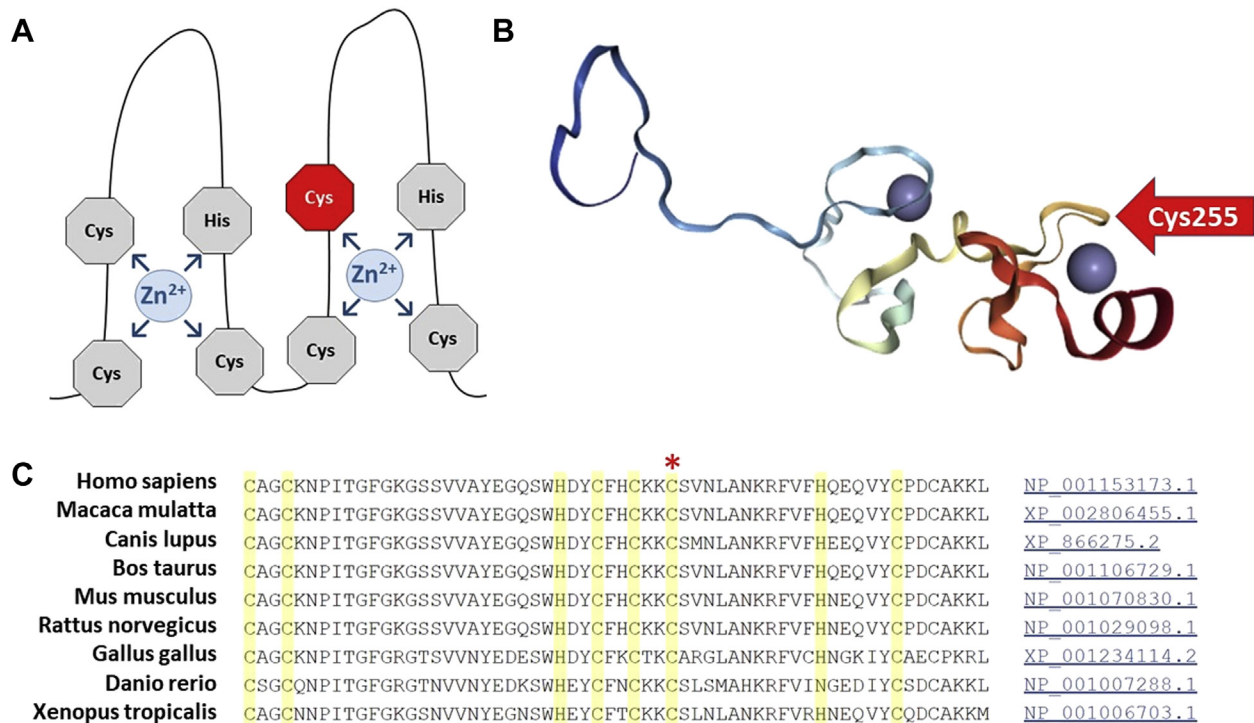 A
B
Cys
His
Cys
His
Zn2+
Zn2+
Cys
Cys
Cys
Cys
Cys255
C
*
Homo sapiens CAGCKNPITGFGKGSSVVAYEGQSWHDYCFHCKKCSVNLANKRFVFHQEQVYCPDCAKKL NP_001153173.1
Macaca mulatta CAGCKNPITGFGKGSSVVAYEGQSWHDYCFHCKKCSVNLANKRFVFHQEQVYCPDCAKKL XP_002806455.1
Canis lupus CAGCKNPITGFGKGSSVVAYEGQSWHDYCFHCKKCSMNLANKRFVFHEEQVYCPDCAKKL XP_866275.2
Bos taurus CAGCKNPITGFGKGSSVVAYEGQSWHDYCFHCKKCSVNLANKRFVFHQEQVYCPDCAKKL NP_001106729.1
Mus musculus CAGCKNPITGFGKGSSVVAYEGQSWHDYCFHCKKCSVNLANKRFVFHNEQVYCPDCAKKL NP_001070830.1
Rattus norvegicus CAGCKNPITGFGKGSSVVAYEGQSWHDYCFHCKKCSVNLANKRFVFHNEQVYCPDCAKKL NP_001029098.1
Gallus gallus CAGCKNPITGFGRGTSVVNYEDESWHDYCFKCTKCARGLANKRFVCHNGKIYCAECPKRL XP_001234114.2
Danio rerio CSGCQNPITGFGRGTNVVNYEDKSWHEYCFNCKKCSLSMAHKRFVINGEDIYCSDCAKKL NP_001007288.1
Xenopus tropicalis CAGCNNPITGFGKGSNVVNYEGNSWHEYCFTCKKCSLNLANKRFVRHNEQVYCQDCAKKM NP_001006703.1